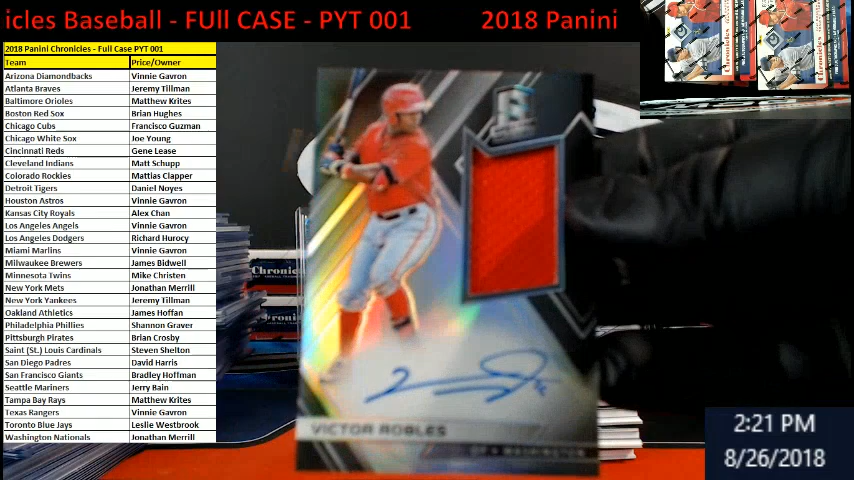 icles Baseball - FUll CASE - PYT 001 2018 Panini
2018 Panini Chronicles - Full Case PYT 001
Team Price/Owner
Arizona Diamondbacks Vinnie Gavron
Atlanta Braves Jeremy Tillman
Baltimore Orioles Matthew Krites
Boston Red Sox Brian Hughes
Chicago Cubs Francisco Guzman
Chicago White Sox Joe Young
Cincinnati Reds Gene Lease
Cleveland Indians Matt Schupp
Colorado Rockies Mattias Clapper
Detroit Tigers Daniel Noyes
Houston Astros Vinnie Gavron
Kansas City Royals Alex Chan
Los Angeles Angels Vinnie Gavron
Los Angeles Dodgers Richard Hurocy
Miami Marlins Vinnie Gavron
Milwaukee Brewers James Bidwell
Minnesota Twins Mike Christen
New York Mets Jonathan Merrill
New York Yankees Jeremy Tillman
Oakland Athletics James Hoffan
Philadelphia Phillies Shannon Graver
Pittsburgh Pirates Brian Crosby
Saint (St.) Louis Cardinals Steven Shelton
San Diego Padres David Harris
San Francisco Giants Bradley Hoffman
Seattle Mariners Jerry Bain
Tampa Bay Rays Matthew Krites
Texas Rangers Vinnie Gavron
Toronto Blue Jays Leslie Westbrook
Washington Nationals Jonathan Merrill
Chronicles
Chronicles
Chronic
VICTOR ROBLES
OF • WASHINGTON
2:21 PM
8/26/2018